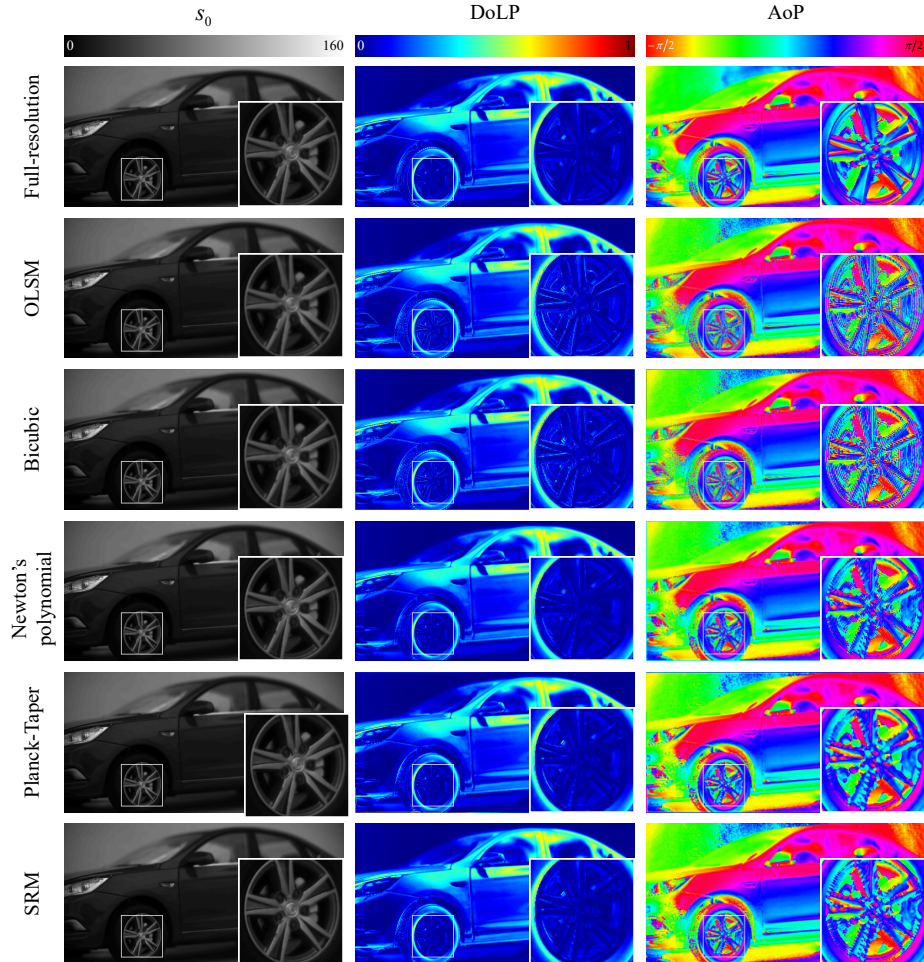 s₀ DoLP AoP
0 160 0 1 −π/2 π/2
Full-resolution
OLSM
Bicubic
Newton's
polynomial
Planck-Taper
SRM